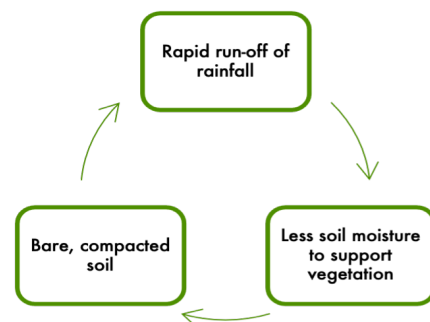 Rapid run-off of
rainfall
Less soil moisture
to support
vegetation
Bare, compacted
soil